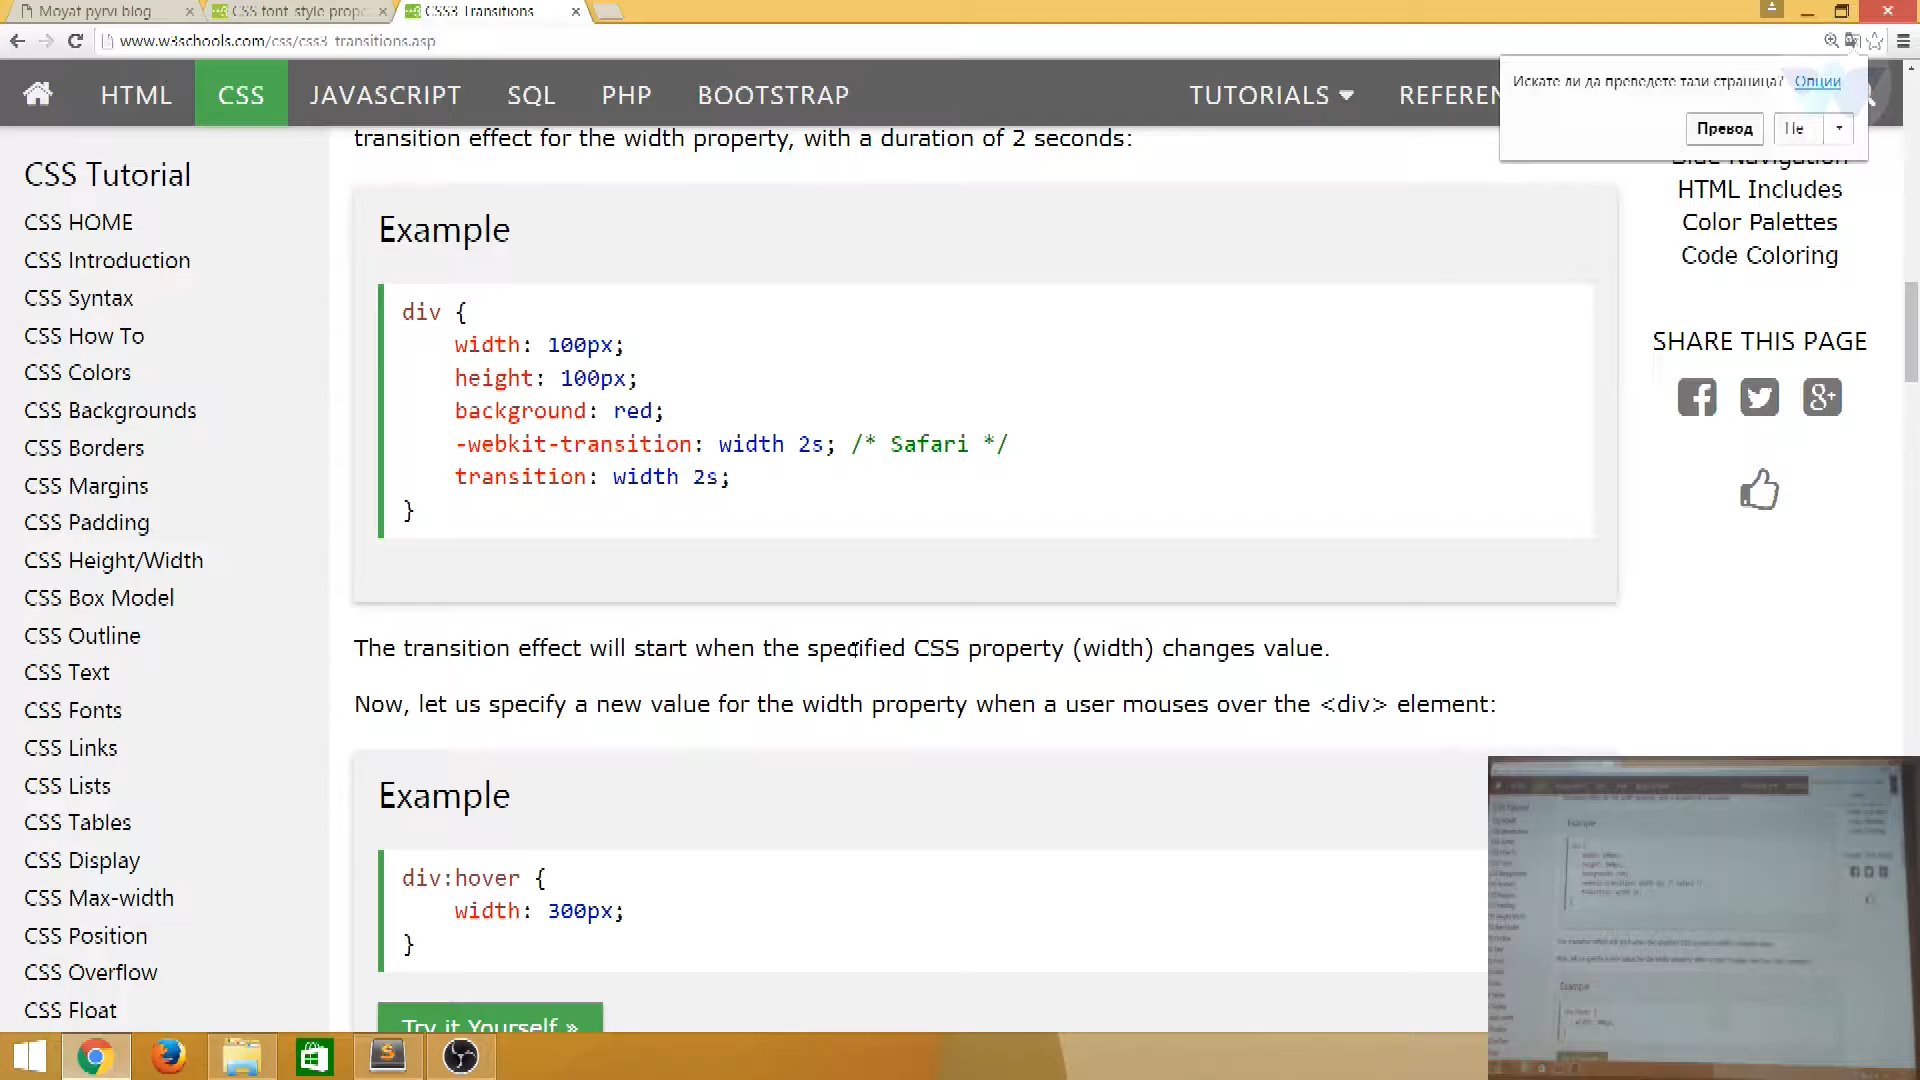 Moyat pyrvi blog
CSS font-style prope
CSS3 Transitions
www.w3schools.com/css/css3_transitions.asp
Искате ли да преведете тази страница? Опции
Превод
Не
HTML
CSS
JAVASCRIPT
SQL
PHP
BOOTSTRAP
TUTORIALS
REFEREN
CSS Tutorial
CSS HOME
CSS Introduction
CSS Syntax
CSS How To
CSS Colors
CSS Backgrounds
CSS Borders
CSS Margins
CSS Padding
CSS Height/Width
CSS Box Model
CSS Outline
CSS Text
CSS Fonts
CSS Links
CSS Lists
CSS Tables
CSS Display
CSS Max-width
CSS Position
CSS Overflow
CSS Float
transition effect for the width property, with a duration of 2 seconds:
Example
div {
width: 100px;
height: 100px;
background: red;
-webkit-transition: width 2s; /* Safari */
transition: width 2s;
}
The transition effect will start when the specified CSS property (width) changes value.
Now, let us specify a new value for the width property when a user mouses over the <div> element:
Example
div:hover {
width: 300px;
}
Try it Yourself »
Side Navigation
HTML Includes
Color Palettes
Code Coloring
SHARE THIS PAGE